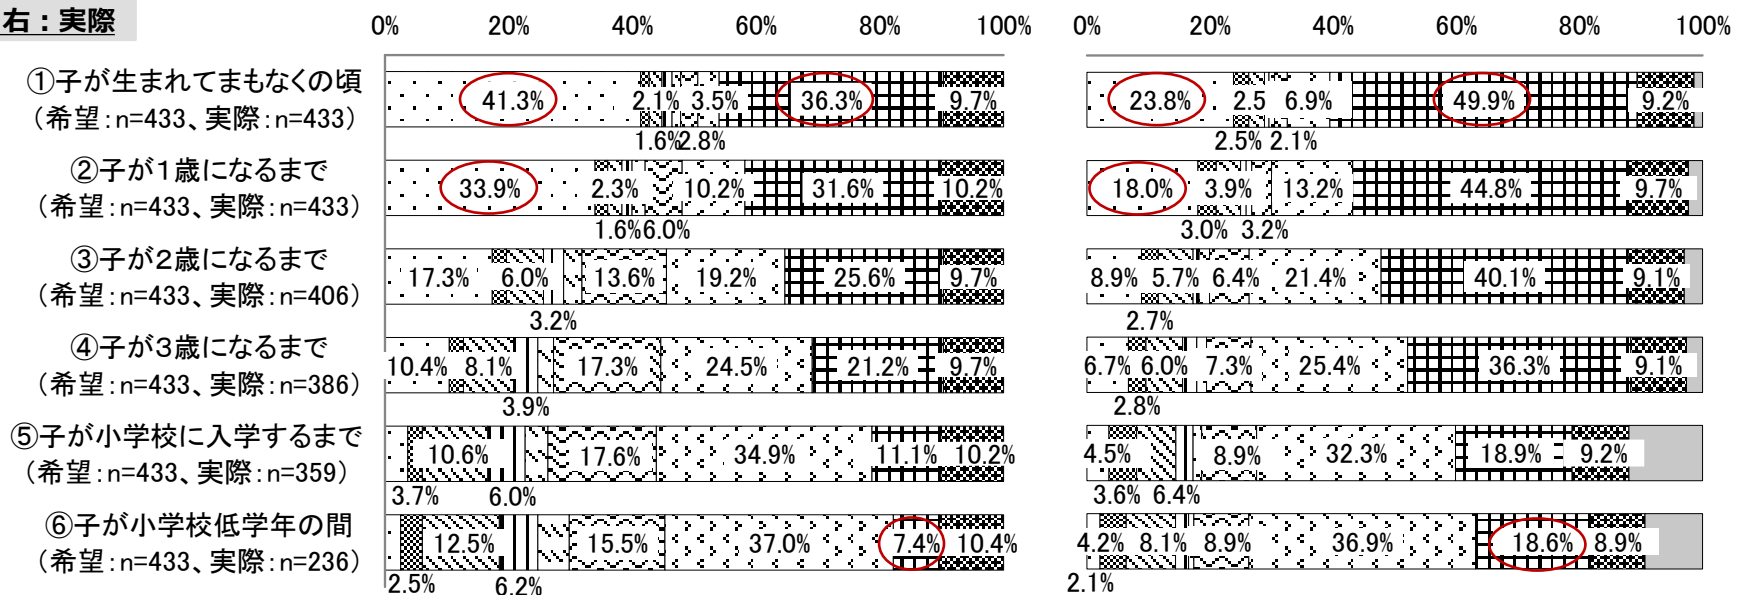 右：実際
0% 20% 40% 60% 80% 100% 0% 20% 40% 60% 80% 100%
①子が生まれてまもなくの頃
（希望：n=433、実際：n=433）
41.3% 2.1% 3.5% 36.3% 9.7% 23.8% 2.5 6.9% 49.9% 9.2%
1.6% 2.8% 2.5% 2.1%
②子が１歳になるまで
（希望：n=433、実際：n=433）
33.9% 2.3% 10.2% 31.6% 10.2% 18.0% 3.9% 13.2% 44.8% 9.7%
1.6% 6.0% 3.0% 3.2%
③子が２歳になるまで
（希望：n=433、実際：n=406）
17.3% 6.0% 13.6% 19.2% 25.6% 9.7% 8.9% 5.7% 6.4% 21.4% 40.1% 9.1%
3.2% 2.7%
④子が３歳になるまで
（希望：n=433、実際：n=386）
10.4% 8.1% 17.3% 24.5% 21.2% 9.7% 6.7% 6.0% 7.3% 25.4% 36.3% 9.1%
3.9% 2.8%
⑤子が小学校に入学するまで
（希望：n=433、実際：n=359）
10.6% 17.6% 34.9% 11.1% 10.2% 4.5% 8.9% 32.3% 18.9% 9.2%
3.7% 6.0% 3.6% 6.4%
⑥子が小学校低学年の間
（希望：n=433、実際：n=236）
12.5% 15.5% 37.0% 7.4% 10.4% 4.2% 8.1% 8.9% 36.9% 18.6% 8.9%
2.5% 6.2% 2.1%